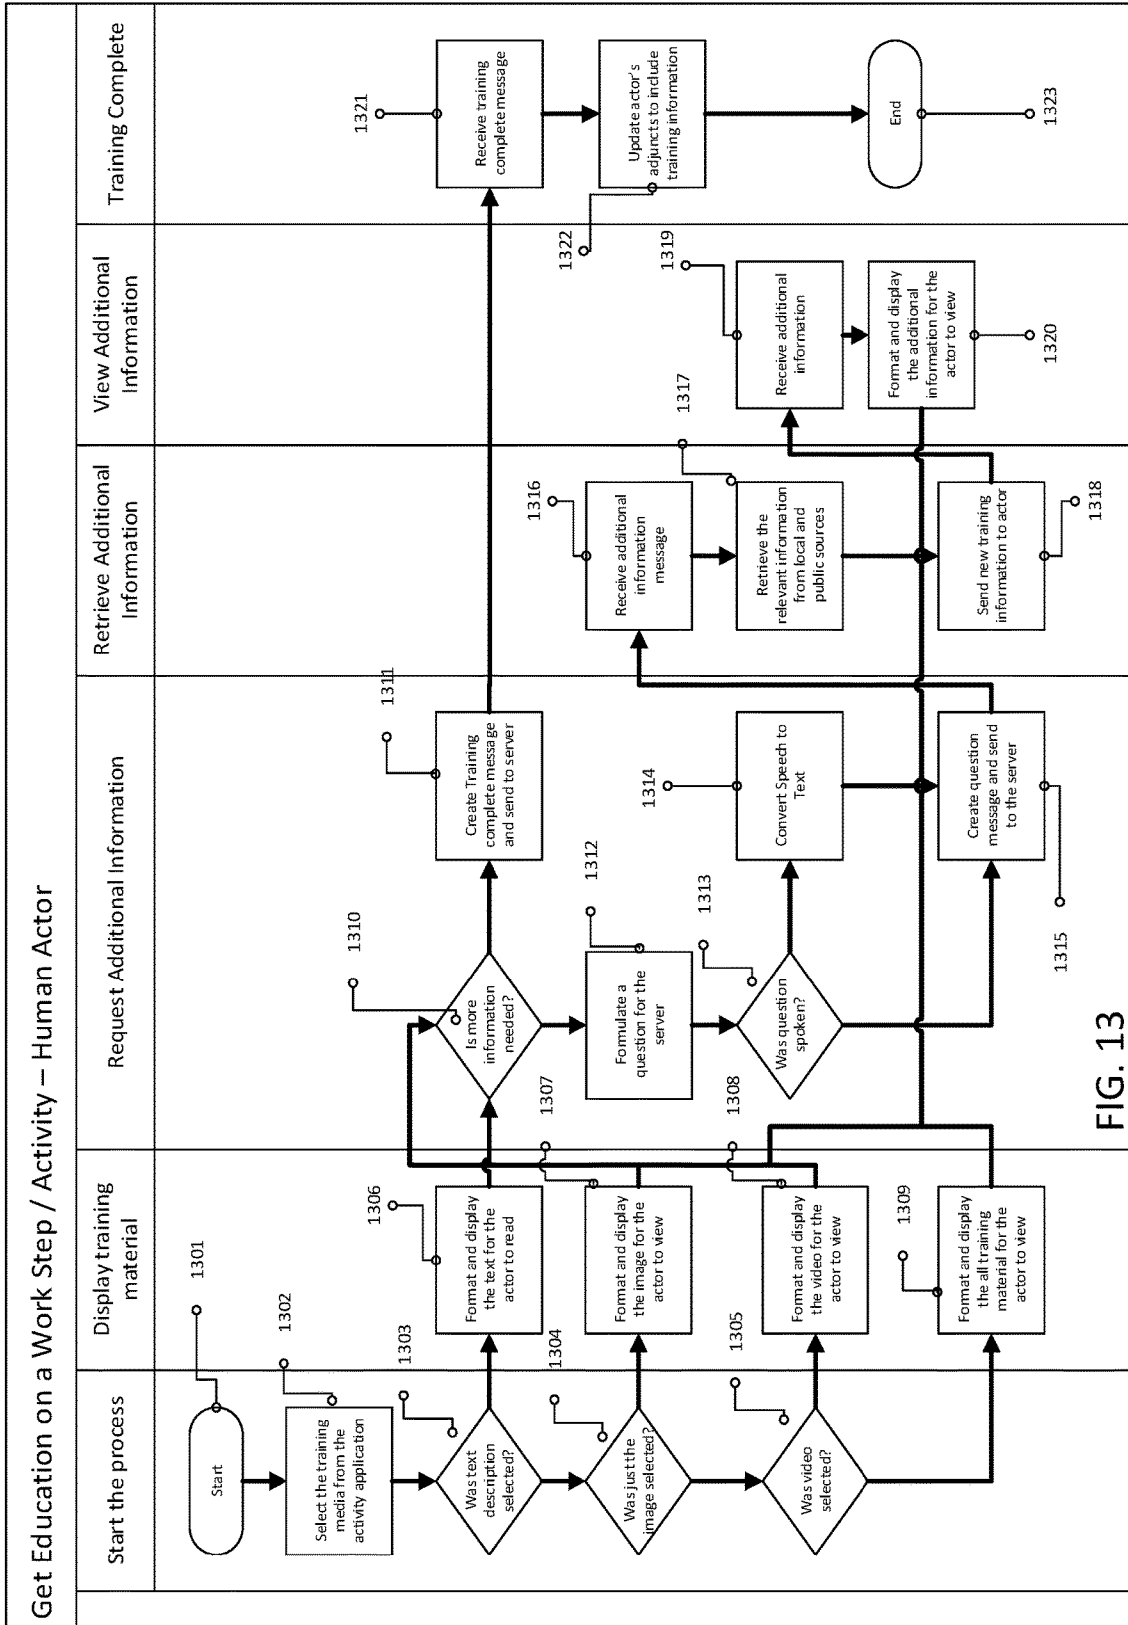 Get Education on a Work Step / Activity – Human Actor
Start the process
Display training
material
Request Additional Information
Retrieve Additional
Information
View Additional
Information
Training Complete
1301
Start
1302
Select the training
media from the
activity application
1303
Was text
description
selected?
1304
Was just the
image selected?
1305
Was video
selected?
1306
Format and display
the text for the
actor to read
1307
Format and display
the image for the
actor to view
1308
Format and display
the video for the
actor to view
1309
Format and display
the all training
material for the
actor to view
1310
Is more
information
needed?
1311
Create Training
complete message
and send to server
1312
Formulate a
question for the
server
1313
Was question
spoken?
1314
Convert Speech to
Text
1315
Create question
message and send
to the server
1316
Receive additional
information
message
1317
Retrieve the
relevant information
from local and
public sources
1318
Send new training
information to actor
1319
Receive additional
information
1320
Format and display
the additional
information for the
actor to view
1321
Receive training
complete message
1322
Update actor's
adjuncts to include
training information
End
1323
FIG. 13